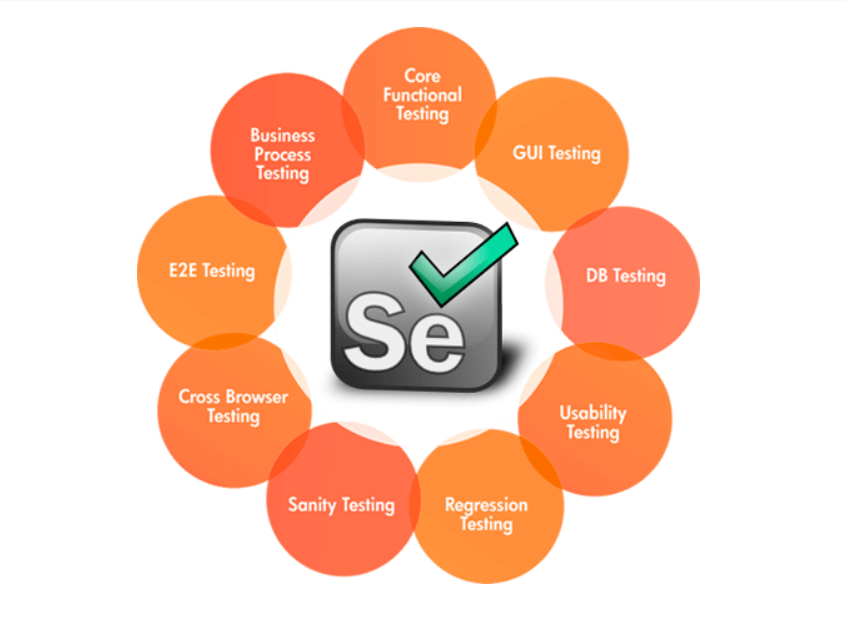 Core
Functional
Testing
GUI Testing
DB Testing
Usability
Testing
Regression
Testing
Sanity Testing
Cross Browser
Testing
E2E Testing
Business
Process
Testing
Se